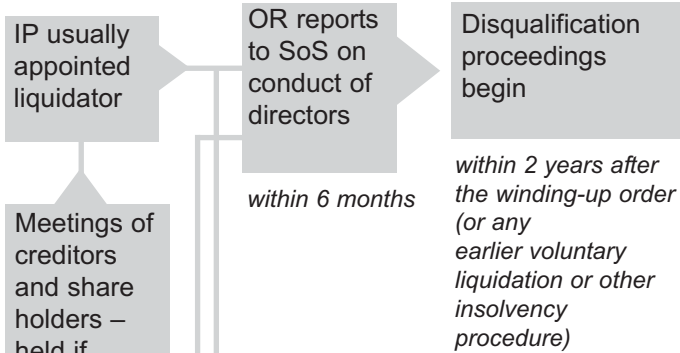 IP usually
appointed
liquidator
OR reports
to SoS on
conduct of
directors
within 6 months
Disqualification
proceedings
begin
within 2 years after
the winding-up order
(or any
earlier voluntary
liquidation or other
insolvency
procedure)
Meetings of
creditors
and share
holders –
held if